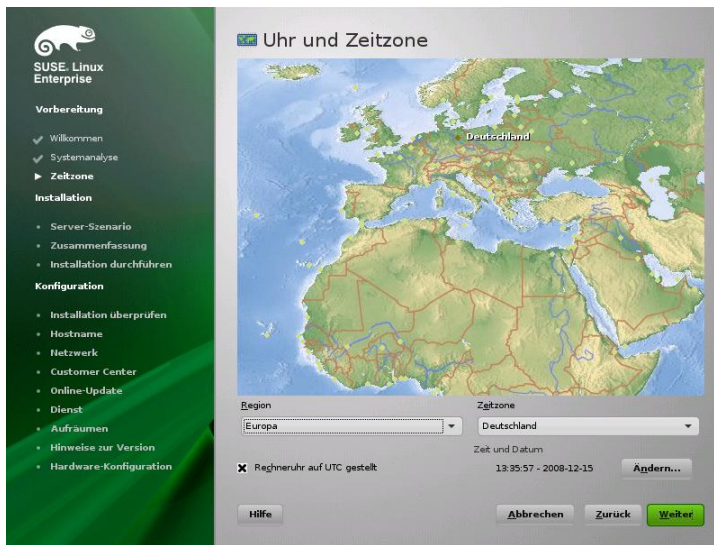 SUSE. Linux
Enterprise
Vorbereitung
Willkommen
Systemanalyse
Zeitzone
Installation
Server-Szenario
Zusammenfassung
Installation durchführen
Konfiguration
Installation überprüfen
Hostname
Netzwerk
Customer Center
Online-Update
Dienst
Aufräumen
Hinweise zur Version
Hardware-Konfiguration
Uhr und Zeitzone
Deutschland
Region
Zeitzone
Europa
Deutschland
Zeit und Datum
Rechneruhr auf UTC gestellt
13:35:57 - 2008-12-15
Ändern...
Hilfe
Abbrechen
Zurück
Weiter